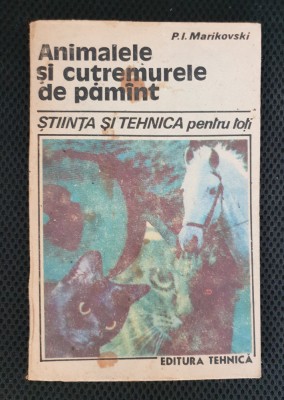 P.I. Marikovski
Animalele
și cutremurele
de pămînt
ȘTIINȚA ȘI TEHNICA pentru toți
EDITURA TEHNICĂ